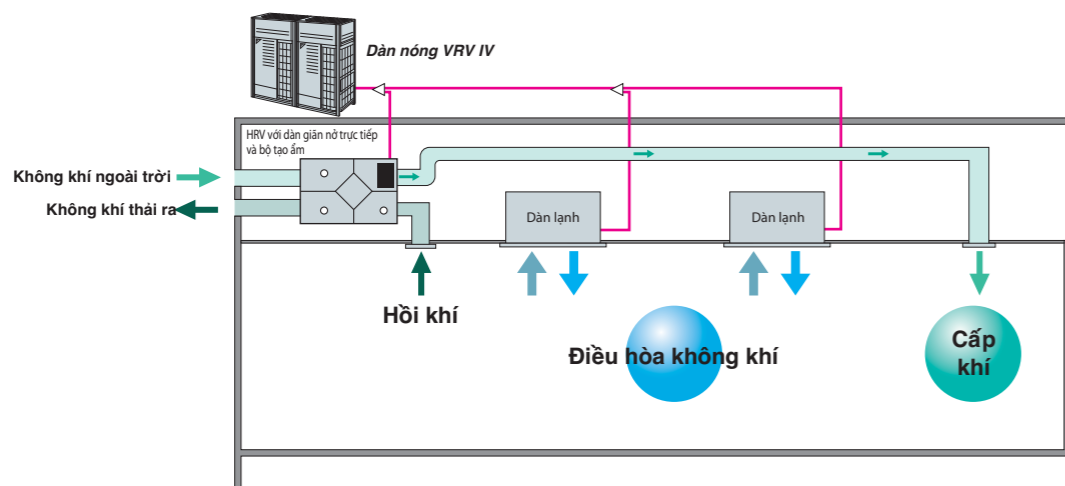 Dàn nóng VRV IV
HRV với dàn giãn nở trực tiếp
và bộ tạo ẩm
Không khí ngoài trời
Không khí thải ra
Dàn lạnh
Dàn lạnh
Hồi khí
Điều hòa không khí
Cấp
khí